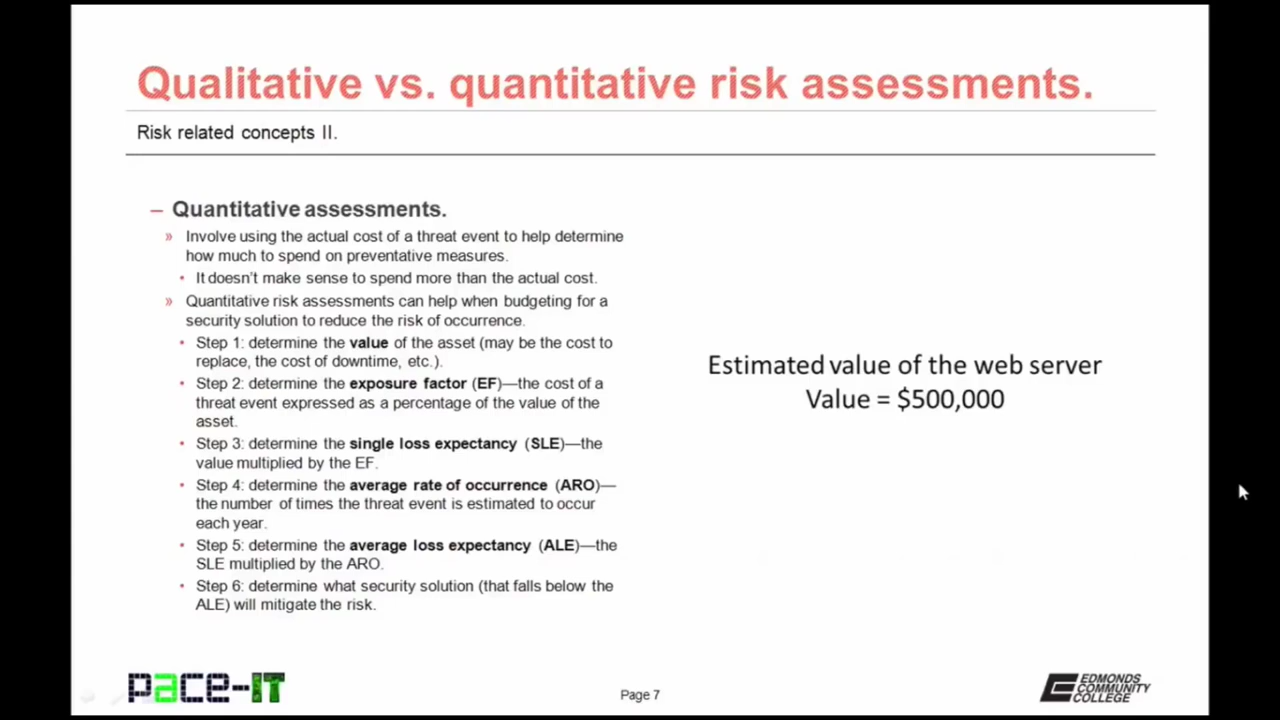 Qualitative vs. quantitative risk assessments.
Risk related concepts II.
– Quantitative assessments.
» Involve using the actual cost of a threat event to help determine
how much to spend on preventative measures.
• It doesn't make sense to spend more than the actual cost.
» Quantitative risk assessments can help when budgeting for a
security solution to reduce the risk of occurrence.
• Step 1: determine the value of the asset (may be the cost to
replace, the cost of downtime, etc.).
• Step 2: determine the exposure factor (EF)—the cost of a
threat event expressed as a percentage of the value of the
asset.
• Step 3: determine the single loss expectancy (SLE)—the
value multiplied by the EF.
• Step 4: determine the average rate of occurrence (ARO)—
the number of times the threat event is estimated to occur
each year.
• Step 5: determine the average loss expectancy (ALE)—the
SLE multiplied by the ARO.
• Step 6: determine what security solution (that falls below the
ALE) will mitigate the risk.
Estimated value of the web server
Value = $500,000
pace-IT
Page 7
EDMONDS
COMMUNITY
COLLEGE